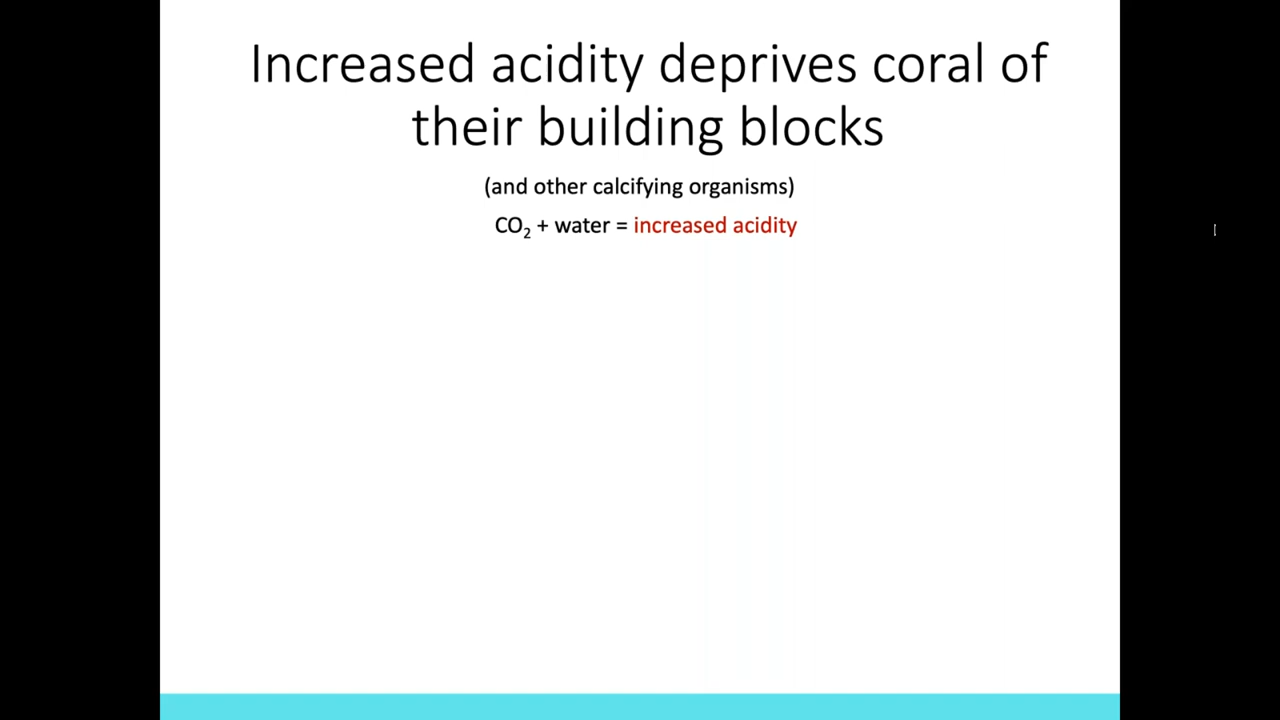 Increased acidity deprives coral of
their building blocks
(and other calcifying organisms)
CO₂ + water = increased acidity